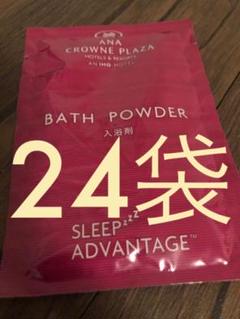 ANA
CROWNE PLAZA
HOTELS & RESORTS
AN IHG HOTEL
BATH POWDER
入浴剤
24袋
SLEEP zzz
ADVANTAGE™